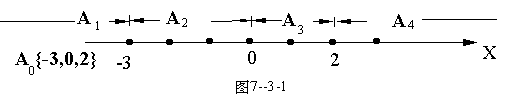 A1 A2 A3 A4
A0{-3,0,2} -3 0 2 X
图7--3-1